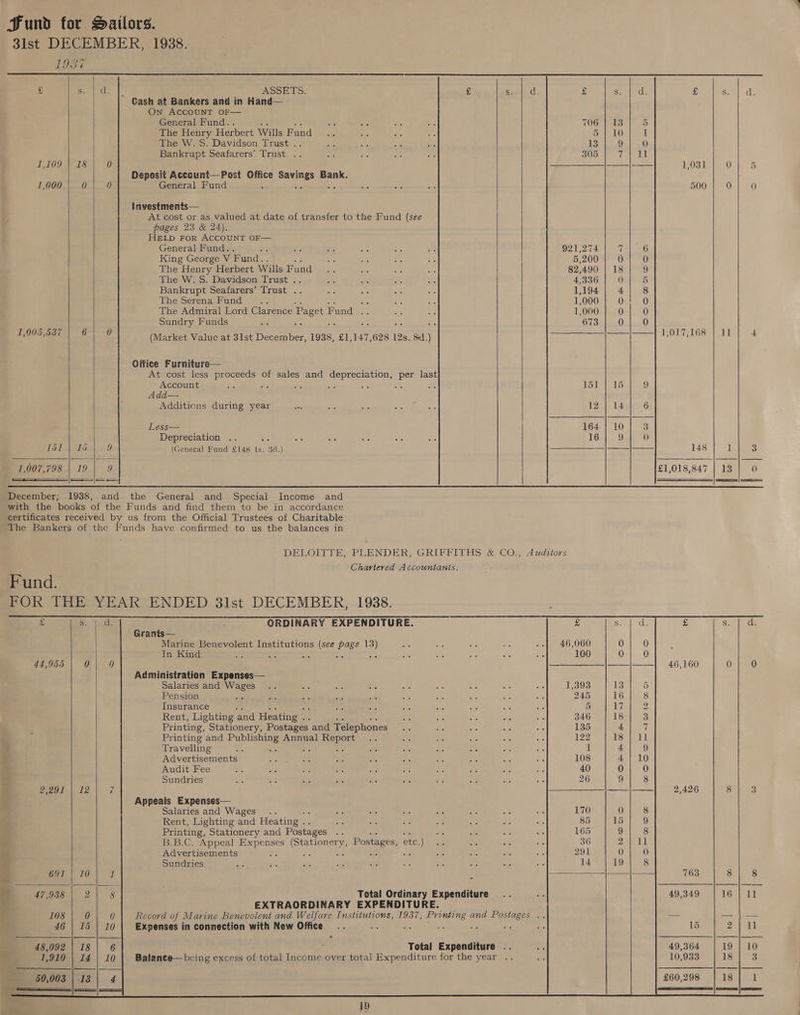 Fund for Sailors.
31st DECEMBER, 1938.
1937
£ s. d. ASSETS. £ s. d. £ s. d. £ s. d.
Cash at Bankers and in Hand—
ON ACCOUNT OF—
General Fund.. 706 13 5
The Henry Herbert Wills Fund .. 5 10 1
The W. S. Davidson Trust .. 13 9 0
Bankrupt Seafarers' Trust .. 305 7 11
1,109 18 0 1,031 0 5
Deposit Account—Post Office Savings Bank.
1,000 0 0 General Fund 500 0 0
Investments—
At cost or as valued at date of transfer to the Fund (see
pages 23 & 24).
HELD FOR ACCOUNT OF—
General Fund.. 921,274 7 6
King George V Fund.. 5,200 0 0
The Henry Herbert Wills Fund .. 82,490 18 9
The W. S. Davidson Trust .. 4,336 0 5
Bankrupt Seafarers' Trust .. 1,194 4 8
The Serena Fund .. 1,000 0 0
The Admiral Lord Clarence Paget Fund .. 1,000 0 0
Sundry Funds 673 0 0
1,005,537 6 0 1,017,168 11 4
(Market Value at 31st December, 1938, £1,147,628 12s. 8d.)
Office Furniture—
At cost less proceeds of sales and depreciation, per last
Account 151 15 9
Add—
Additions during year 12 14 6
Less— 164 10 3
Depreciation .. 16 9 0
151 15 9 (General Fund £148 1s. 3d.) 148 1 3
1,007,798 19 9 £1,018,847 13 0
December, 1938, and the General and Special Income and
with the books of the Funds and find them to be in accordance
certificates received by us from the Official Trustees of Charitable
The Bankers of the Funds have confirmed to us the balances in
DELOITTE, PLENDER, GRIFFITHS & CO., Auditors
Chartered Accountants.
Fund.
FOR THE YEAR ENDED 31st DECEMBER, 1938.
£ s. d. ORDINARY EXPENDITURE. £ s. d. £ s. d.
Grants—
Marine Benevolent Institutions (see page 13) .. 46,060 0 0
In Kind 100 0 0
44,955 0 0 46,160 0 0
Administration Expenses—
Salaries and Wages .. 1,393 13 5
Pension 245 16 8
Insurance 5 17 2
Rent, Lighting and Heating .. 346 18 3
Printing, Stationery, Postages and Telephones .. 135 4 7
Printing and Publishing Annual Report .. 122 18 11
Travelling 1 4 9
Advertisements 108 4 10
Audit Fee 40 0 0
Sundries 26 9 8
2,291 12 7 2,426 8 3
Appeals Expenses—
Salaries and Wages .. 170 0 8
Rent, Lighting and Heating .. 85 15 9
Printing, Stationery and Postages .. 165 9 8
B.B.C. Appeal Expenses (Stationery, Postages, etc.) .. 36 2 11
Advertisements 291 0 0
Sundries 14 19 8
691 10 1 763 8 8
47,938 2 8 Total Ordinary Expenditure .. 49,349 16 11
EXTRAORDINARY EXPENDITURE.
108 0 0 Record of Marine Benevolent and Welfare Institutions, 1937, Printing and Postages .. — — —
46 15 10 Expenses in connection with New Office .. 15 2 11
48,092 18 6 Total Expenditure .. 49,364 19 10
1,910 14 10 Balance—being excess of total Income over total Expenditure for the year .. 10,933 18 3
50,003 13 4 £60,298 18 1
19